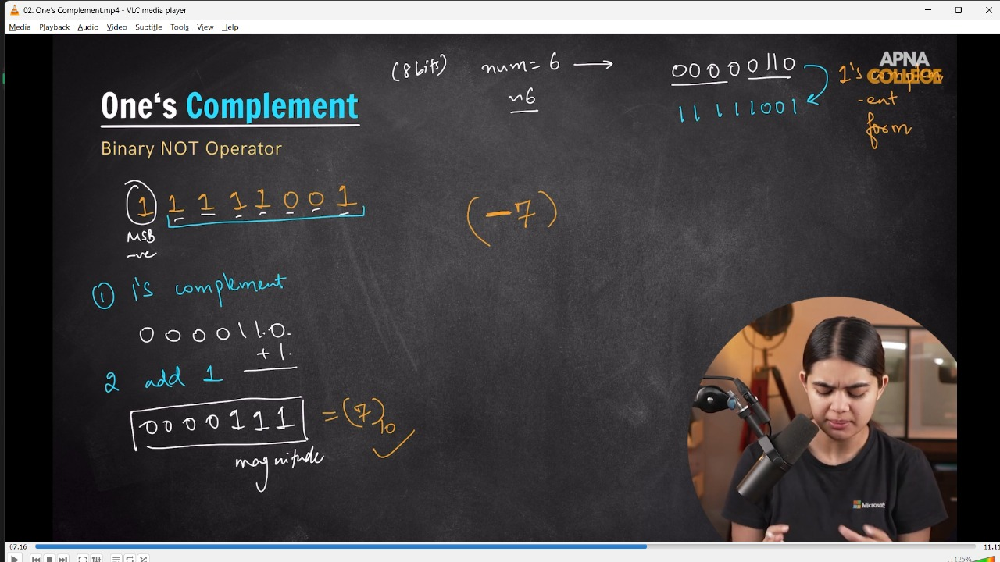 02. One's Complement.mp4 - VLC media player
Media Playback Audio Video Subtitle Tools View Help
(8 bits) num = 6 → 00000110
~6
11111001
1's complem
-ent
form
APNA
COLLEGE
One's Complement
Binary NOT Operator
1 1 1 1 1 0 0 1
MSB
-ve
(-7)
① 1's complement
0 0 0 0 1 1 0
+ 1
2 add 1
0 0 0 0 1 1 1 = (7)10
magnitude
Microsoft
07:16
11:11
125%